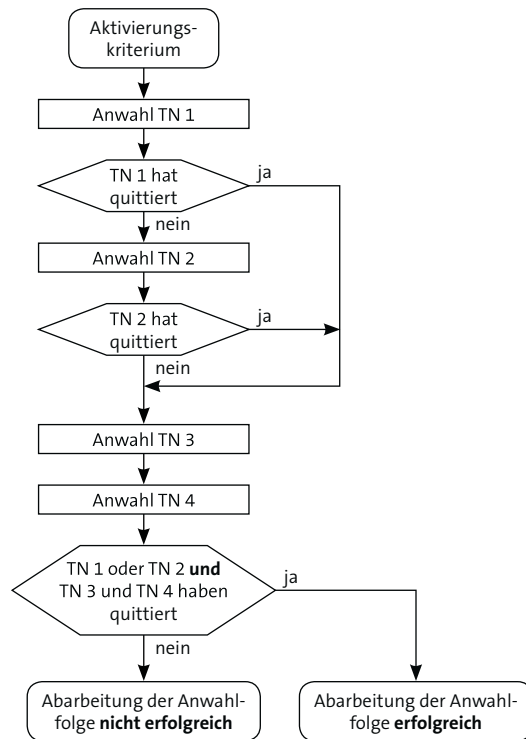 Aktivierungs-
kriterium
Anwahl TN 1
TN 1 hat
quittiert
ja
nein
Anwahl TN 2
TN 2 hat
quittiert
ja
nein
Anwahl TN 3
Anwahl TN 4
TN 1 oder TN 2 und
TN 3 und TN 4 haben
quittiert
ja
nein
Abarbeitung der Anwahl-
folge nicht erfolgreich
Abarbeitung der Anwahl-
folge erfolgreich